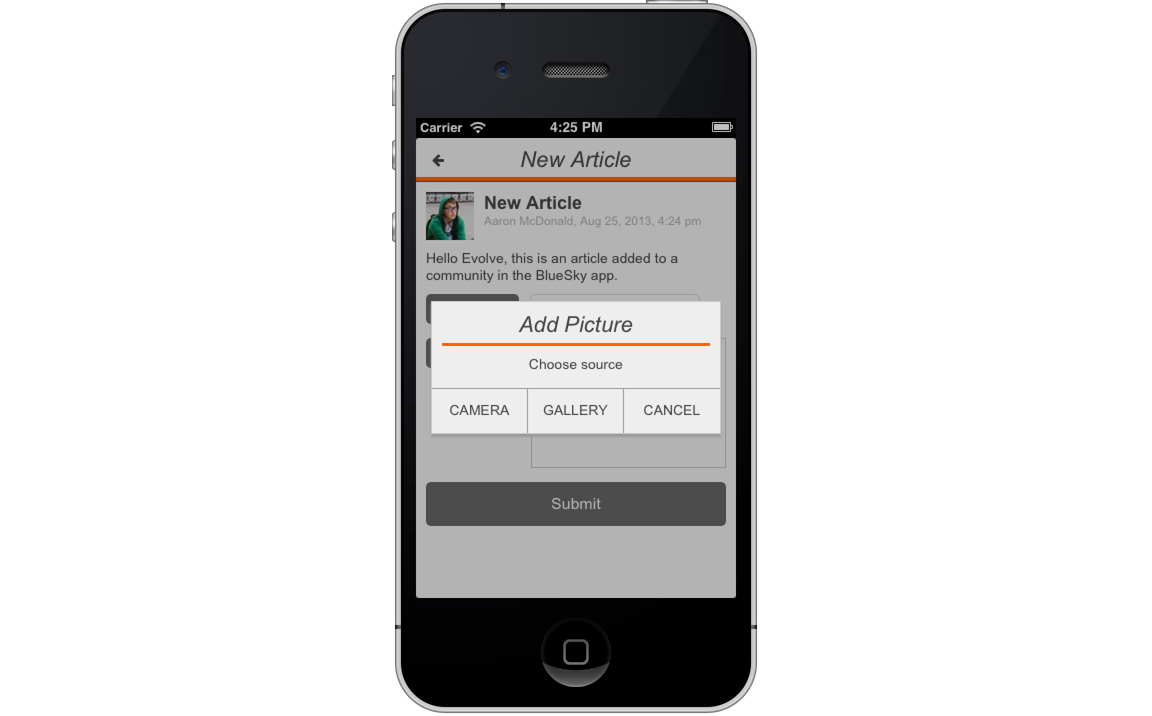 Carrier 4:25 PM
New Article
New Article
Aaron McDonald, Aug 25, 2013, 4:24 pm
Hello Evolve, this is an article added to a
community in the BlueSky app.
Add Picture
Choose source
CAMERA GALLERY CANCEL
Submit